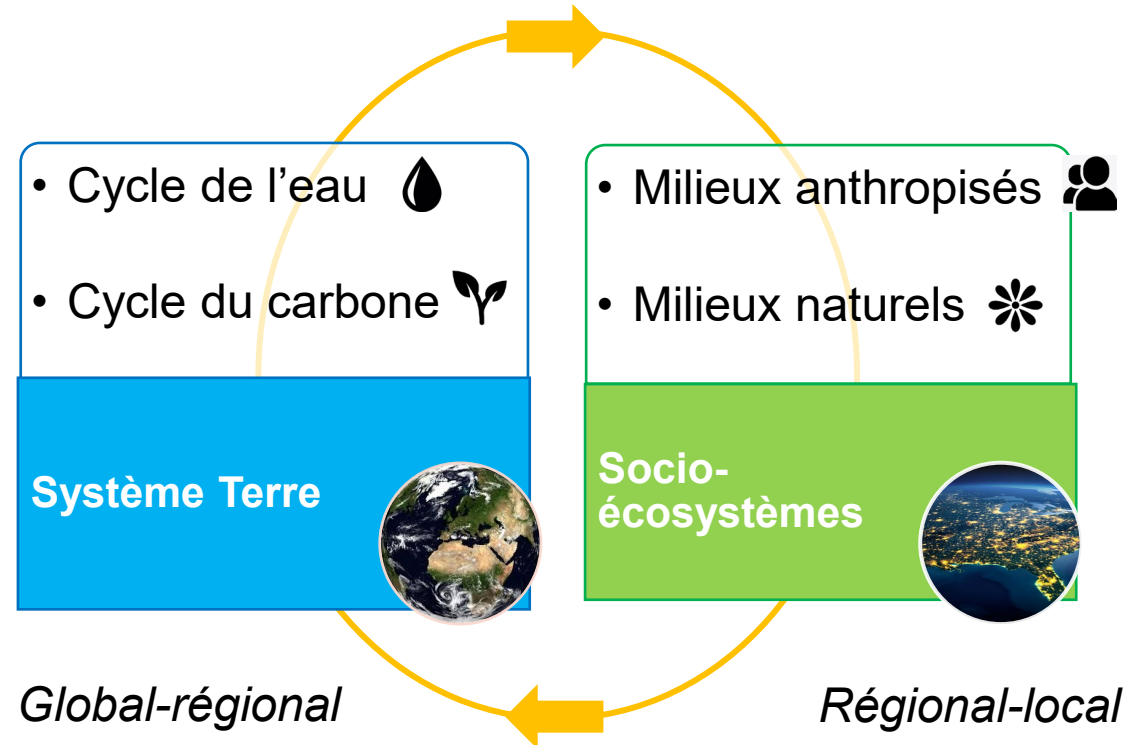 • Cycle de l’eau
• Cycle du carbone
Système Terre
• Milieux anthropisés
• Milieux naturels
Socio-
écosystèmes
Global-régional
Régional-local